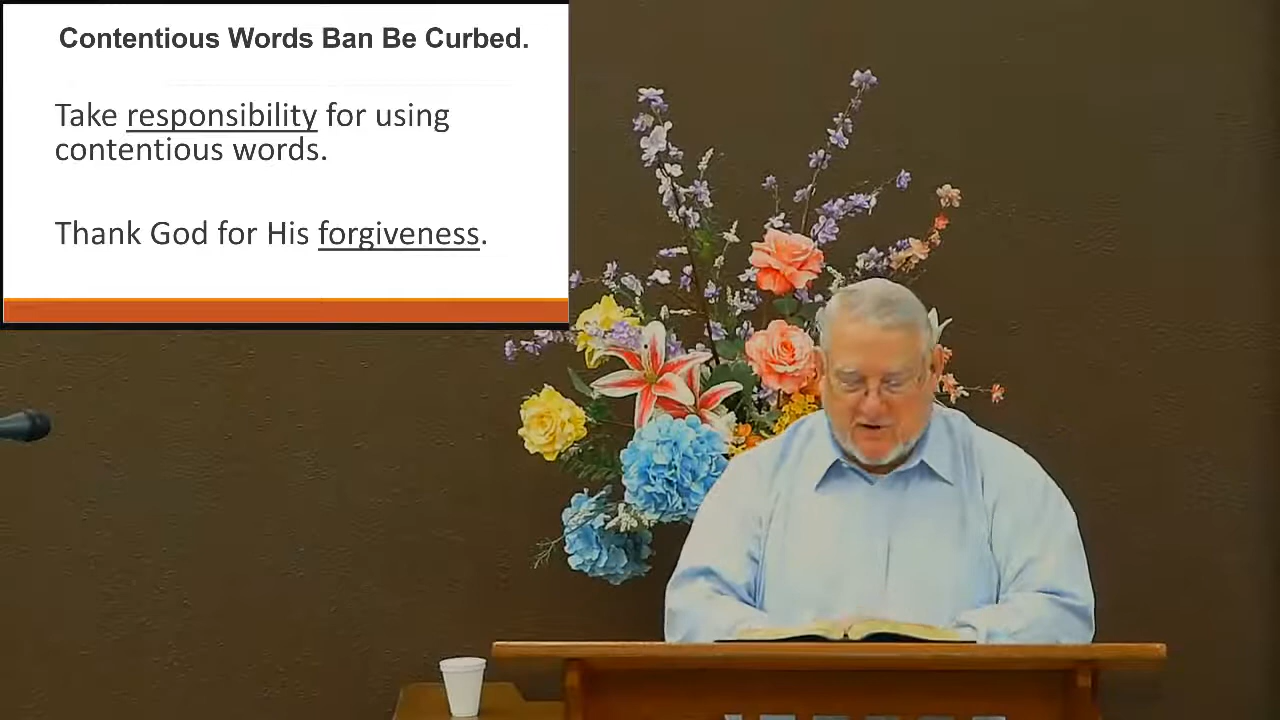 Contentious Words Ban Be Curbed.
Take responsibility for using
contentious words.
Thank God for His forgiveness.